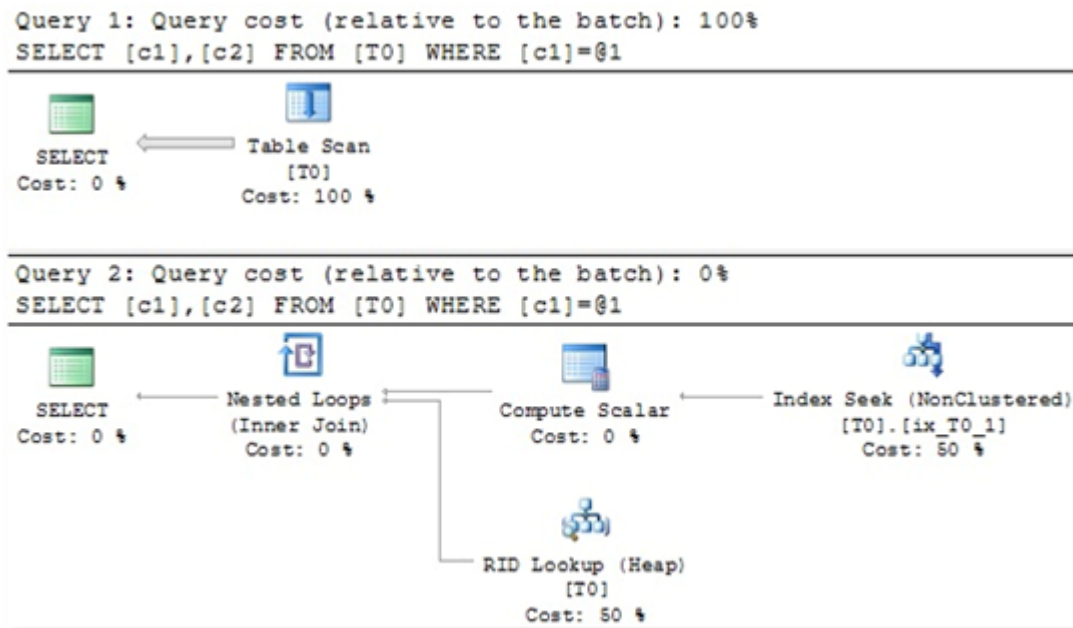 Query 1: Query cost (relative to the batch): 100%
SELECT [c1],[c2] FROM [T0] WHERE [c1]=@1
SELECT
Cost: 0 %
Table Scan
[T0]
Cost: 100 %
Query 2: Query cost (relative to the batch): 0%
SELECT [c1],[c2] FROM [T0] WHERE [c1]=@1
SELECT
Cost: 0 %
Nested Loops
(Inner Join)
Cost: 0 %
Compute Scalar
Cost: 0 %
Index Seek (NonClustered)
[T0].[ix_T0_1]
Cost: 50 %
RID Lookup (Heap)
[T0]
Cost: 50 %